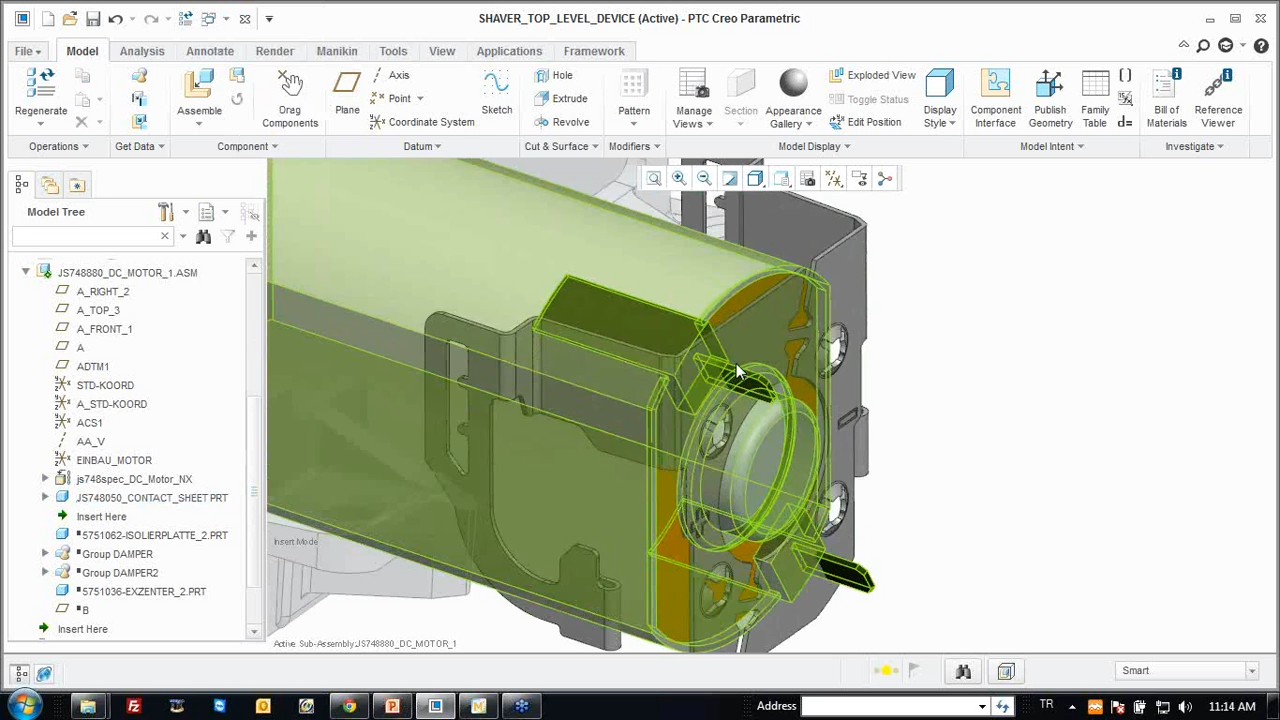 SHAVER_TOP_LEVEL_DEVICE (Active) - PTC Creo Parametric
File Model Analysis Annotate Render Manikin Tools View Applications Framework
Regenerate
Operations
Get Data
Assemble
Drag Components
Component
Plane
Axis
Point
Coordinate System
Sketch
Datum
Hole
Extrude
Revolve
Cut & Surface
Pattern
Modifiers
Manage Views
Section
Appearance Gallery
Exploded View
Toggle Status
Edit Position
Display Style
Model Display
Component Interface
Publish Geometry
Family Table
d=
Model Intent
Bill of Materials
Reference Viewer
Investigate
Model Tree
JS748880_DC_MOTOR_1.ASM
A_RIGHT_2
A_TOP_3
A_FRONT_1
A
ADTM1
STD-KOORD
A_STD-KOORD
ACS1
AA_V
EINBAU_MOTOR
js748spec_DC_Motor_NX
JS748050_CONTACT_SHEET.PRT
Insert Here
5751062-ISOLIERPLATTE_2.PRT
Group DAMPER
Group DAMPER2
5751036-EXZENTER_2.PRT
B
Insert Here
Insert Mode
Active Sub-Assembly:JS748880_DC_MOTOR_1
Smart
Address
TR
11:14 AM